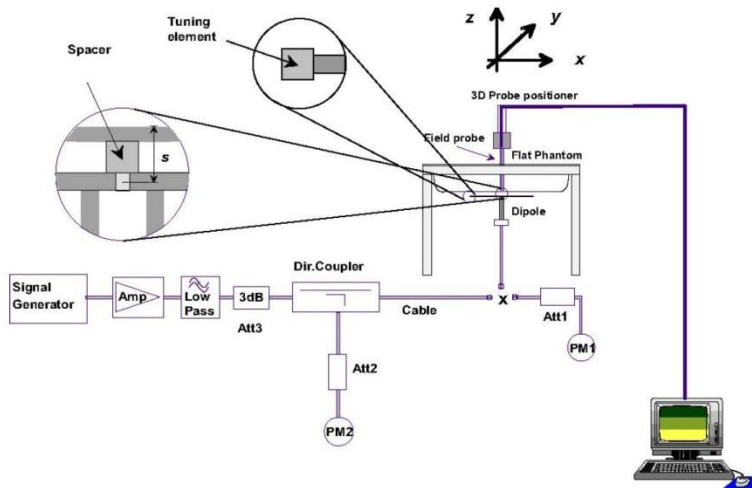 Spacer
s
Tuning
element
z
y
x
3D Probe positioner
Field probe
Flat Phantom
Dipole
Signal
Generator
Amp
Low
Pass
3dB
Att3
Dir.Coupler
Cable
x
Att1
PM1
Att2
PM2